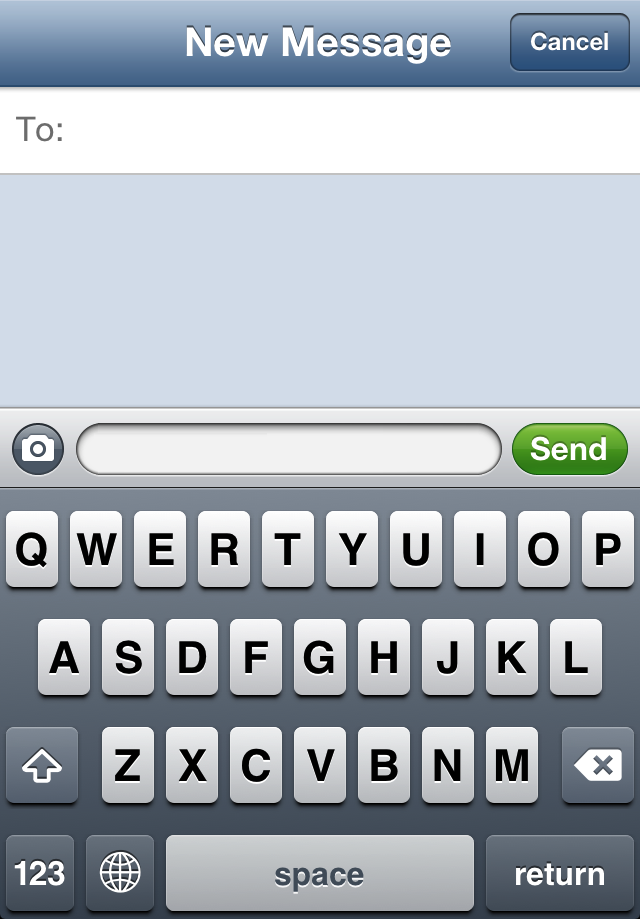 New Message Cancel
To:
Send
Q W E R T Y U I O P
A S D F G H J K L
Z X C V B N M
123 space return